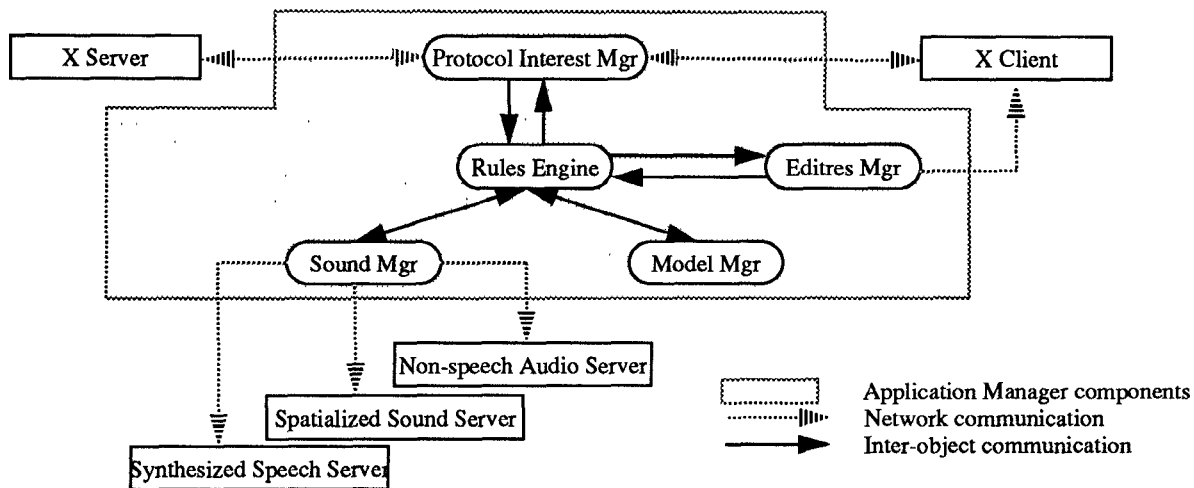 X Server
Protocol Interest Mgr
X Client
Rules Engine
Editres Mgr
Sound Mgr
Model Mgr
Non-speech Audio Server
Spatialized Sound Server
Synthesized Speech Server
Application Manager components
Network communication
Inter-object communication